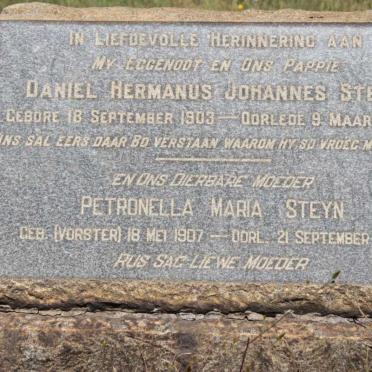 IN LIEFDEVOLLE HERINNERING AAN
MY EGGENOOT EN ONS PAPPIE
DANIEL HERMANUS JOHANNES STE
GEBORE 18 SEPTEMBER 1903 — OORLEDE 9 MAAR
ONS SAL EERS DAAR BO VERSTAAN WAAROM HY SO VROEG M
EN ONS DIERBARE MOEDER
PETRONELLA MARIA STEYN
GEB. (VORSTER) 18 MEI 1907 — OORL. 21 SEPTEMBER
RUS SAG LIEWE MOEDER